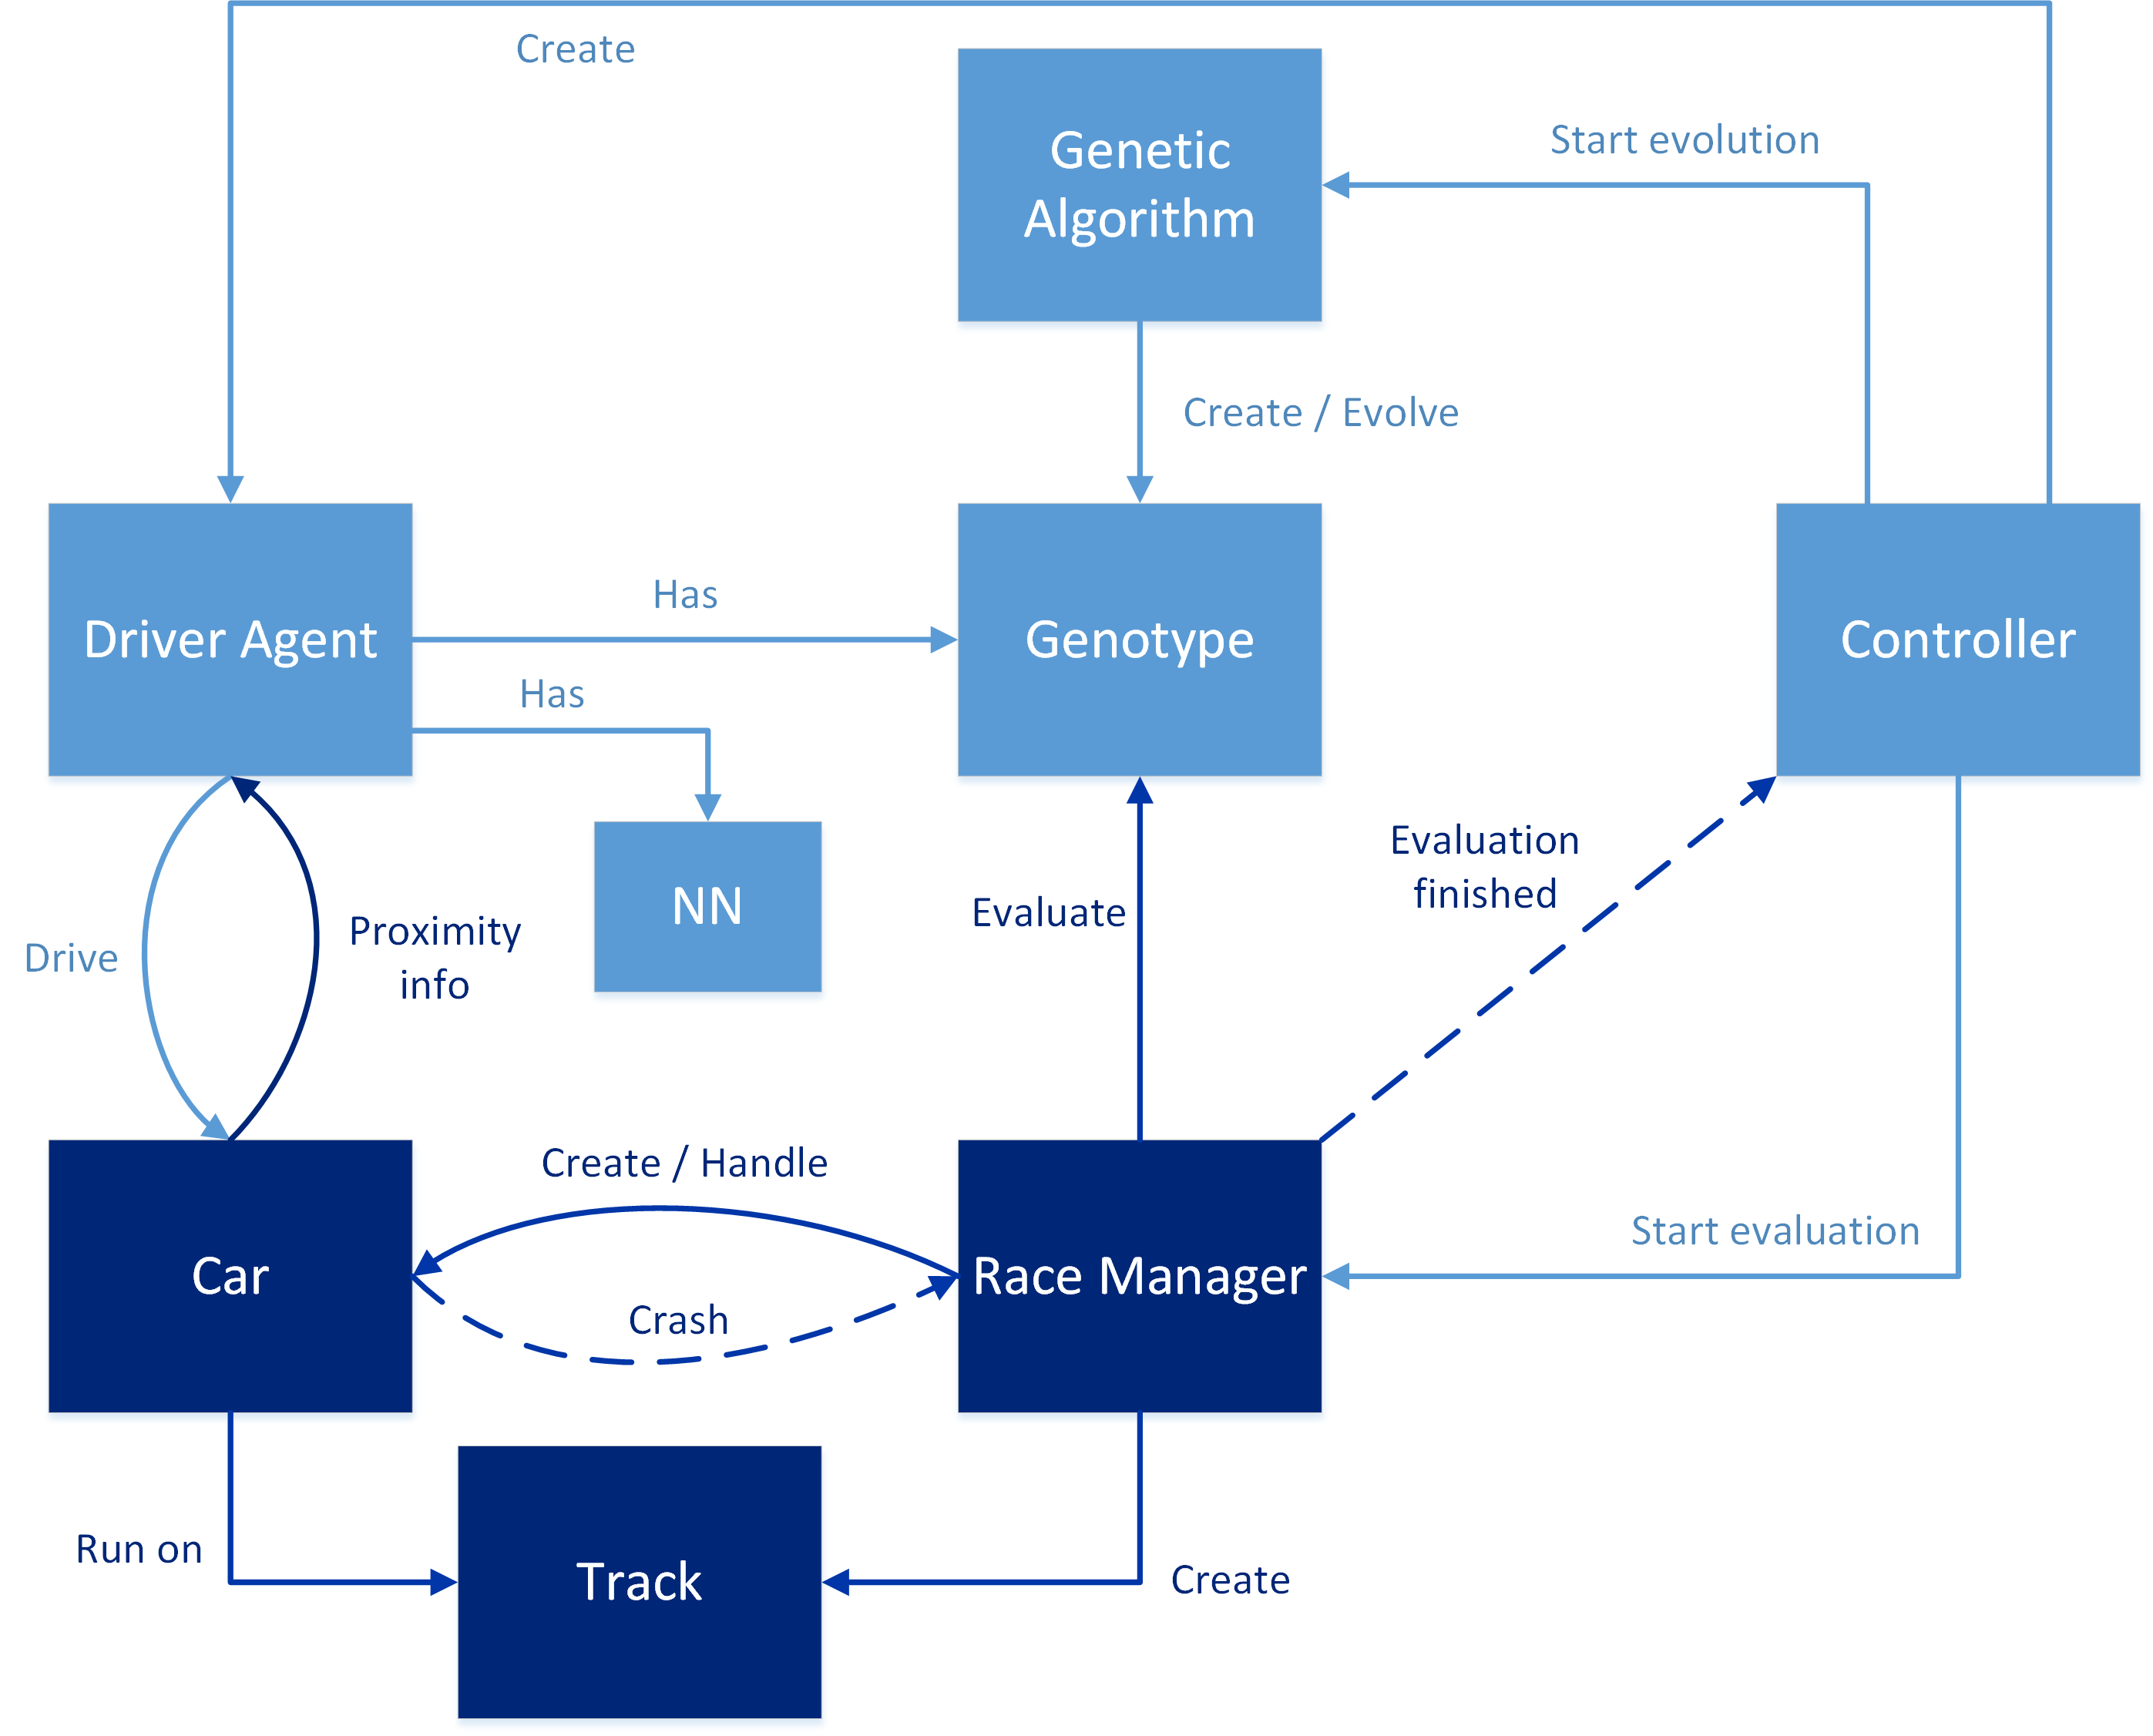 Create
Genetic
Algorithm
Start evolution
Create / Evolve
Driver Agent
Has
Genotype
Controller
Has
NN
Evaluation
finished
Evaluate
Proximity
info
Drive
Create / Handle
Car
Crash
Race Manager
Start evaluation
Run on
Track
Create